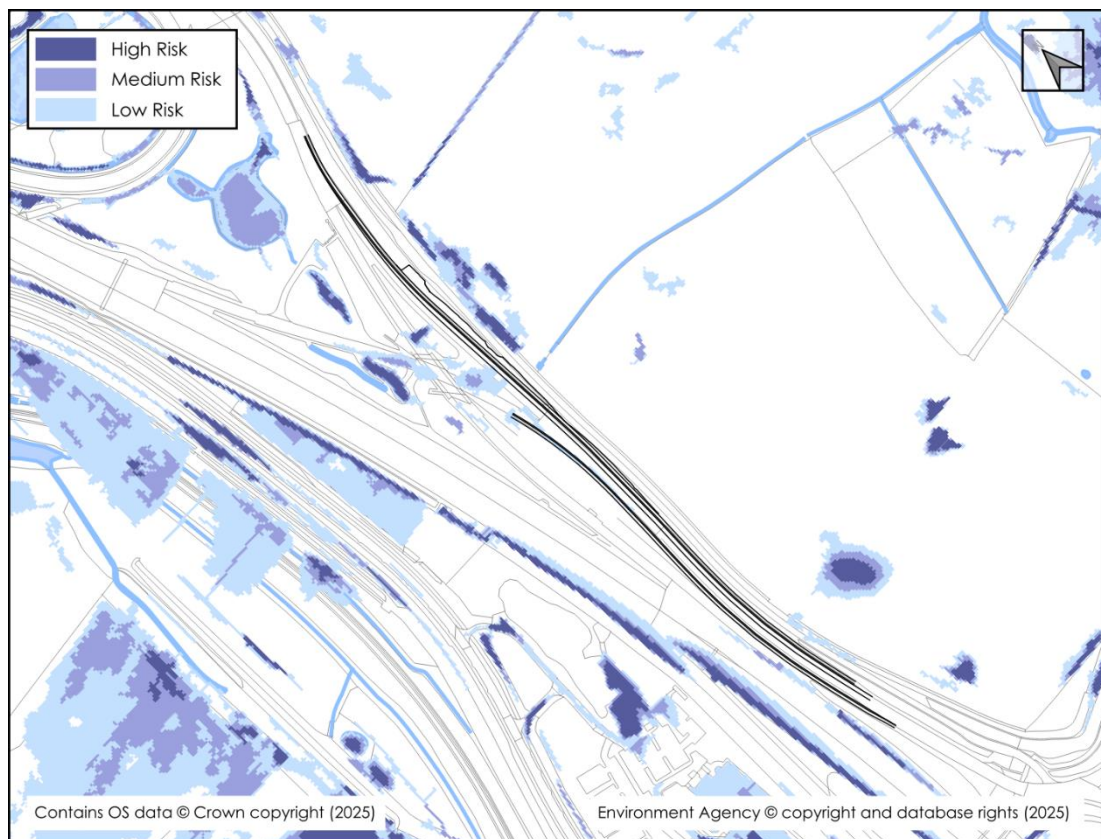 High Risk
Medium Risk
Low Risk
Contains OS data © Crown copyright (2025)
Environment Agency © copyright and database rights (2025)